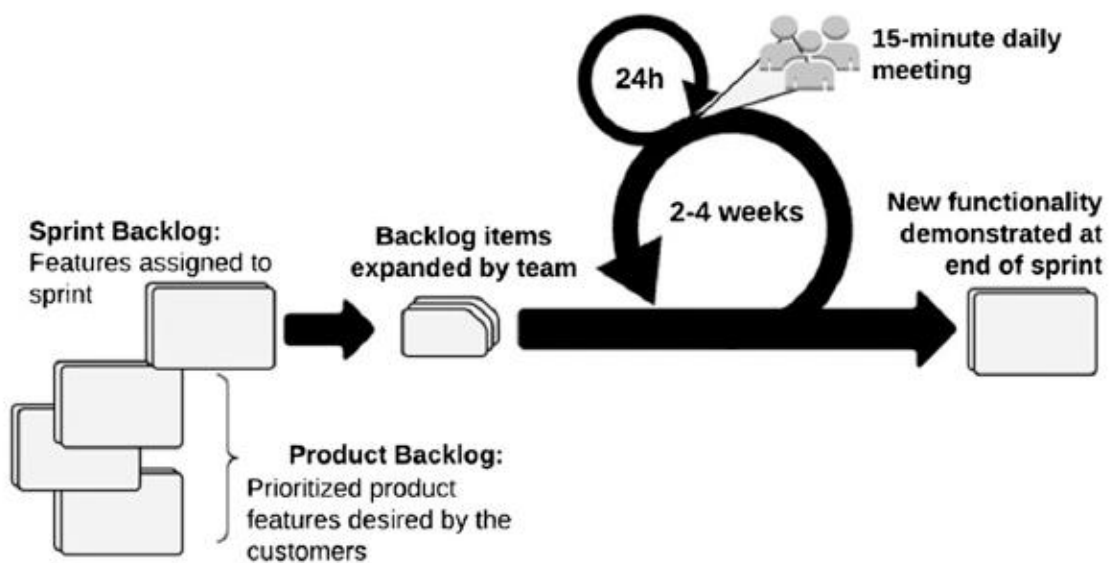 15-minute daily
meeting
24h
2-4 weeks
New functionality
demonstrated at
end of sprint
Sprint Backlog:
Features assigned to
sprint
Backlog items
expanded by team
Product Backlog:
Prioritized product
features desired by the
customers